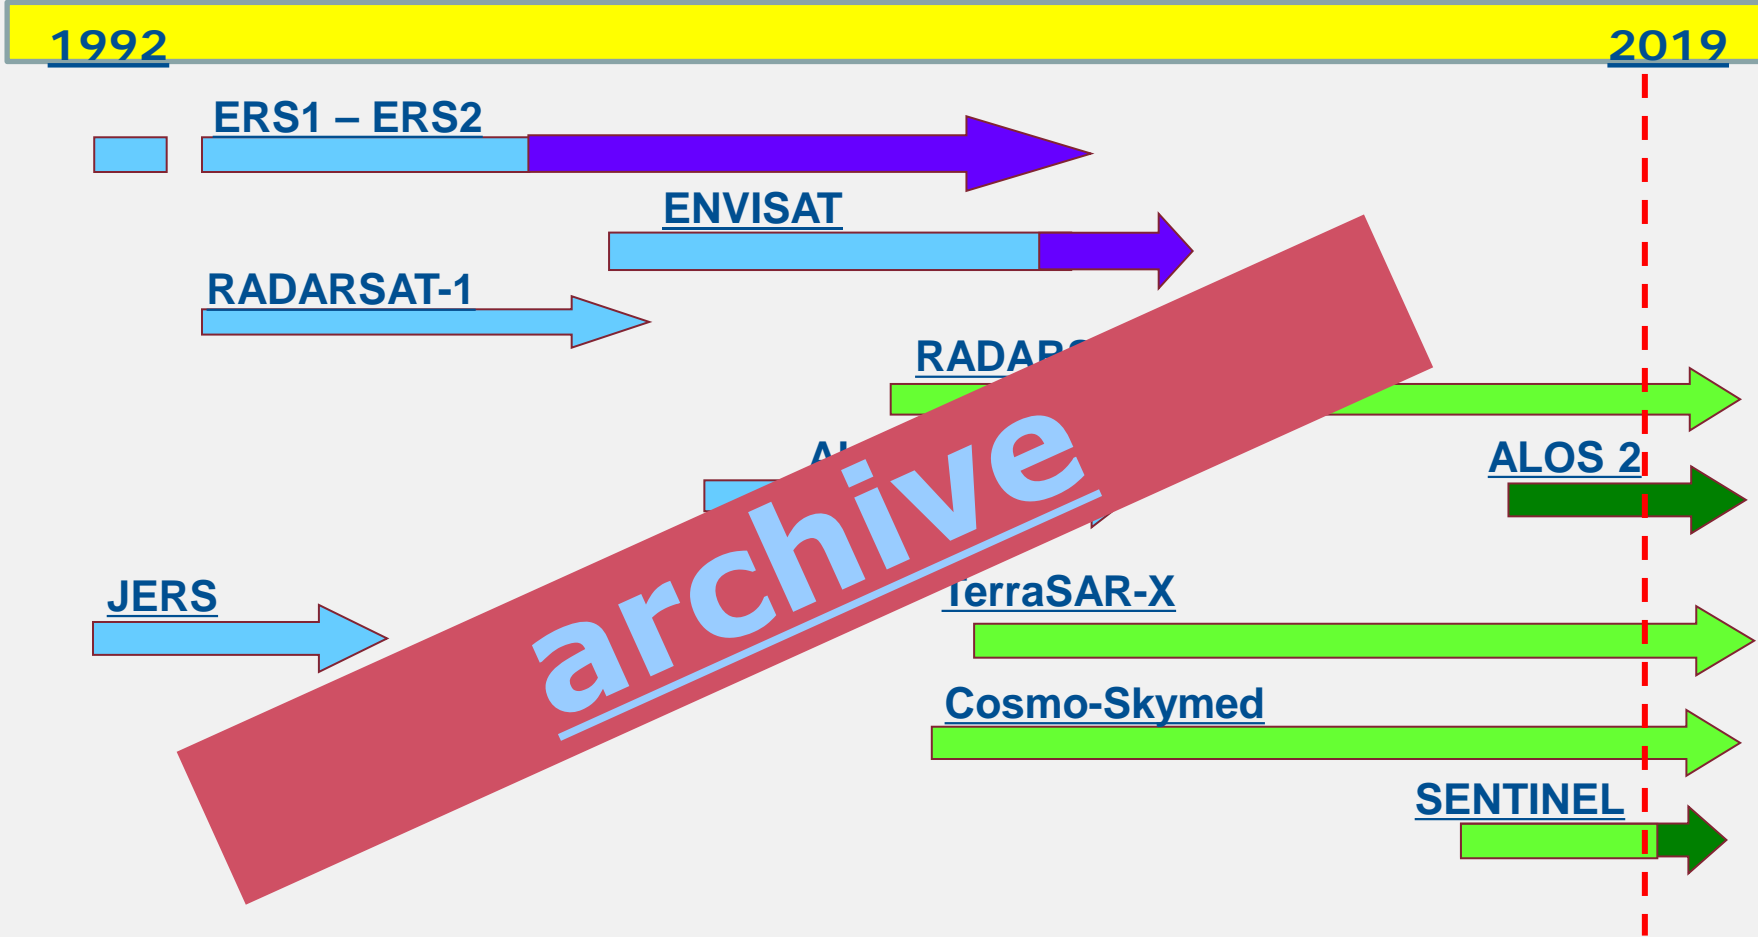 1992
2019
ERS1 – ERS2
ENVISAT
RADARSAT-1
ALOS 2
archive
JERS
TerraSAR-X
Cosmo-Skymed
SENTINEL